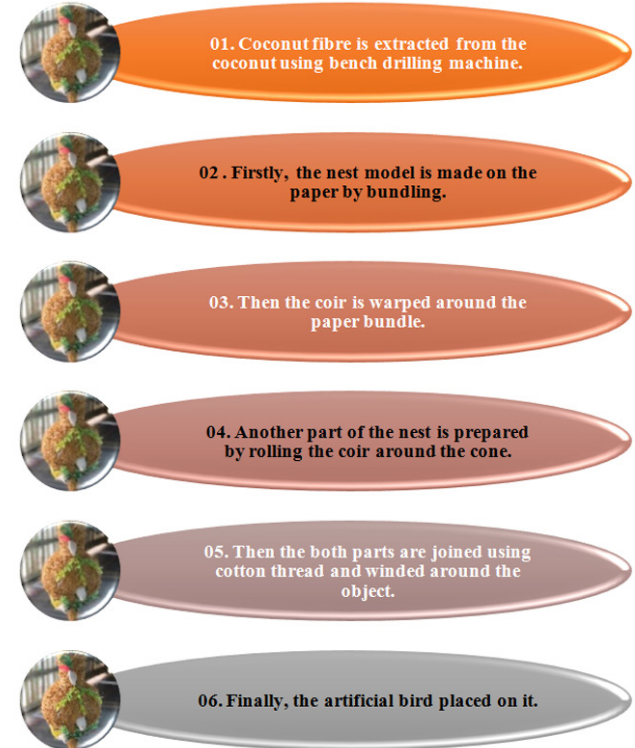 01. Coconut fibre is extracted from the
coconut using bench drilling machine.
02. Firstly, the nest model is made on the
paper by bundling.
03. Then the coir is warped around the
paper bundle.
04. Another part of the nest is prepared
by rolling the coir around the cone.
05. Then the both parts are joined using
cotton thread and winded around the
object.
06. Finally, the artificial bird placed on it.